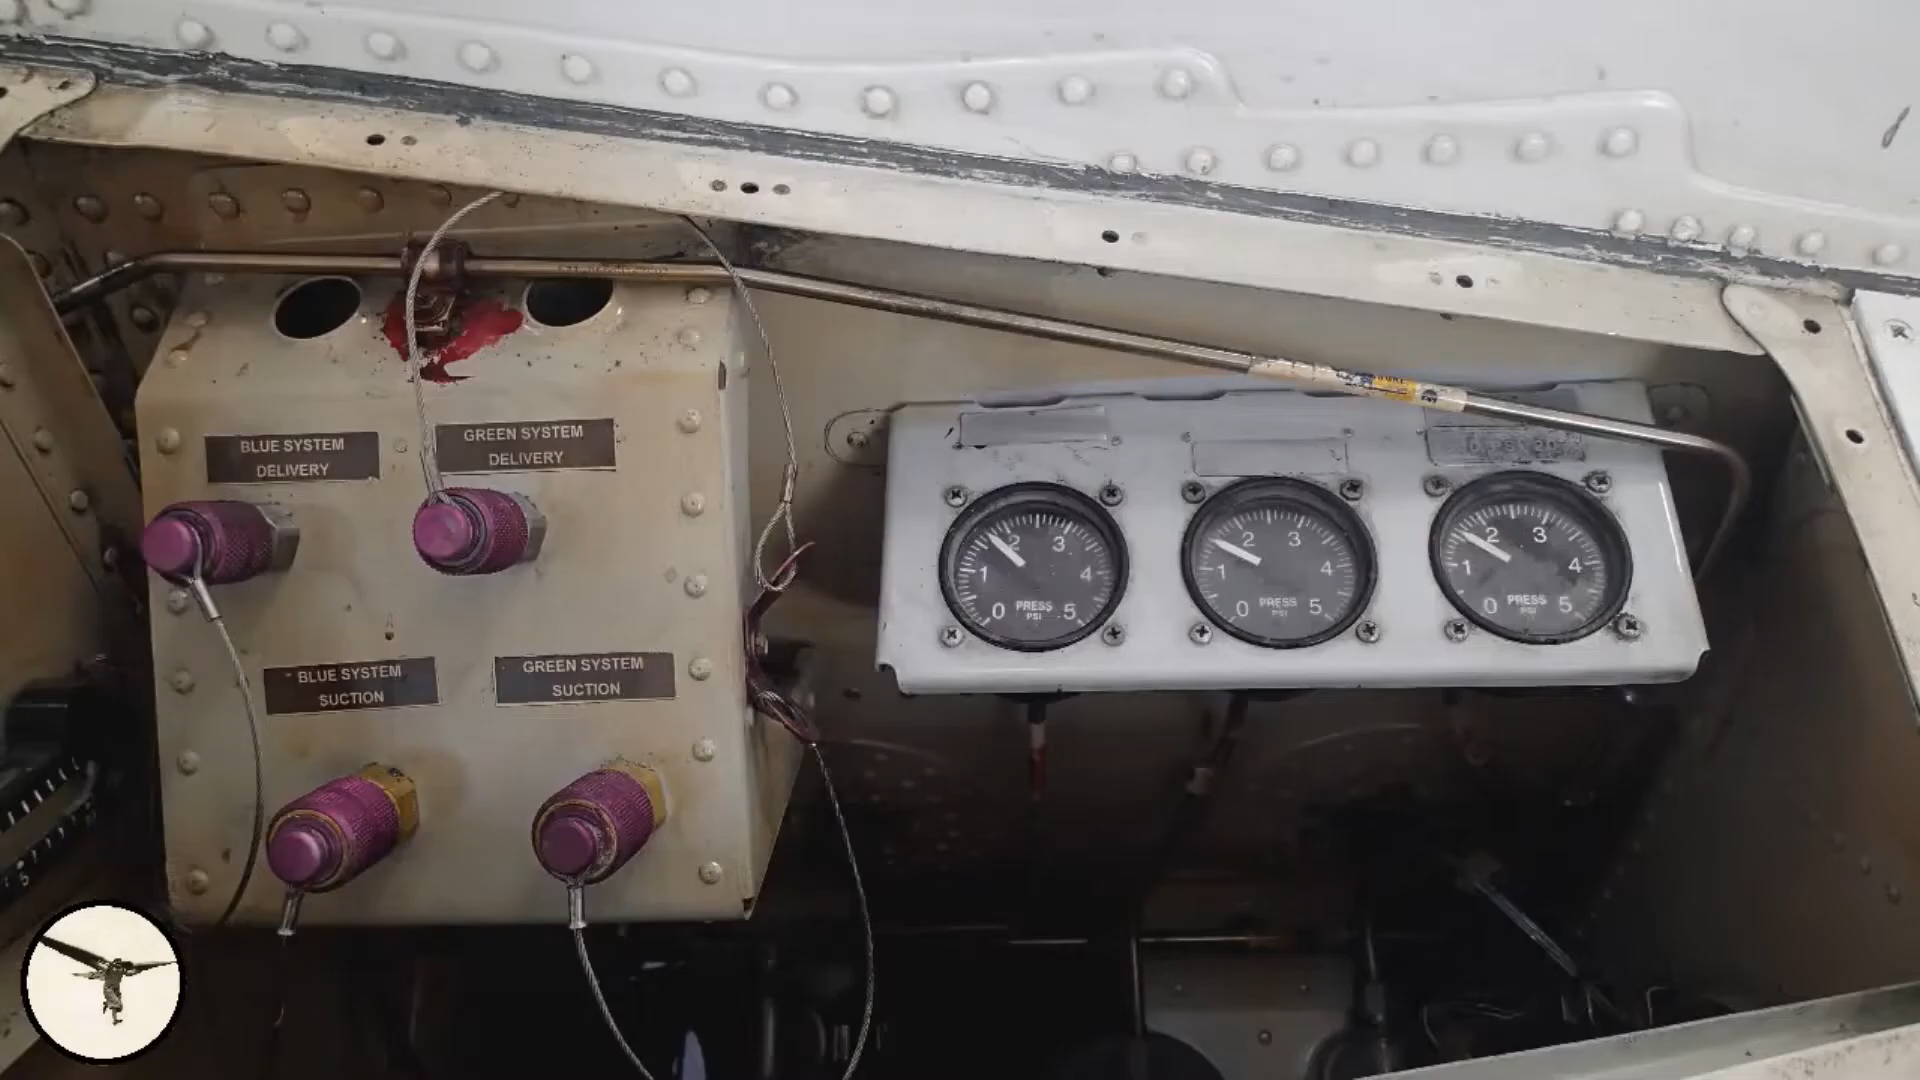 BLUE SYSTEM
DELIVERY
GREEN SYSTEM
DELIVERY
BLUE SYSTEM
SUCTION
GREEN SYSTEM
SUCTION
0 1 2 3 4 5
PRESS
PSI
0 1 2 3 4 5
PRESS
PSI
0 1 2 3 4 5
PRESS
PSI